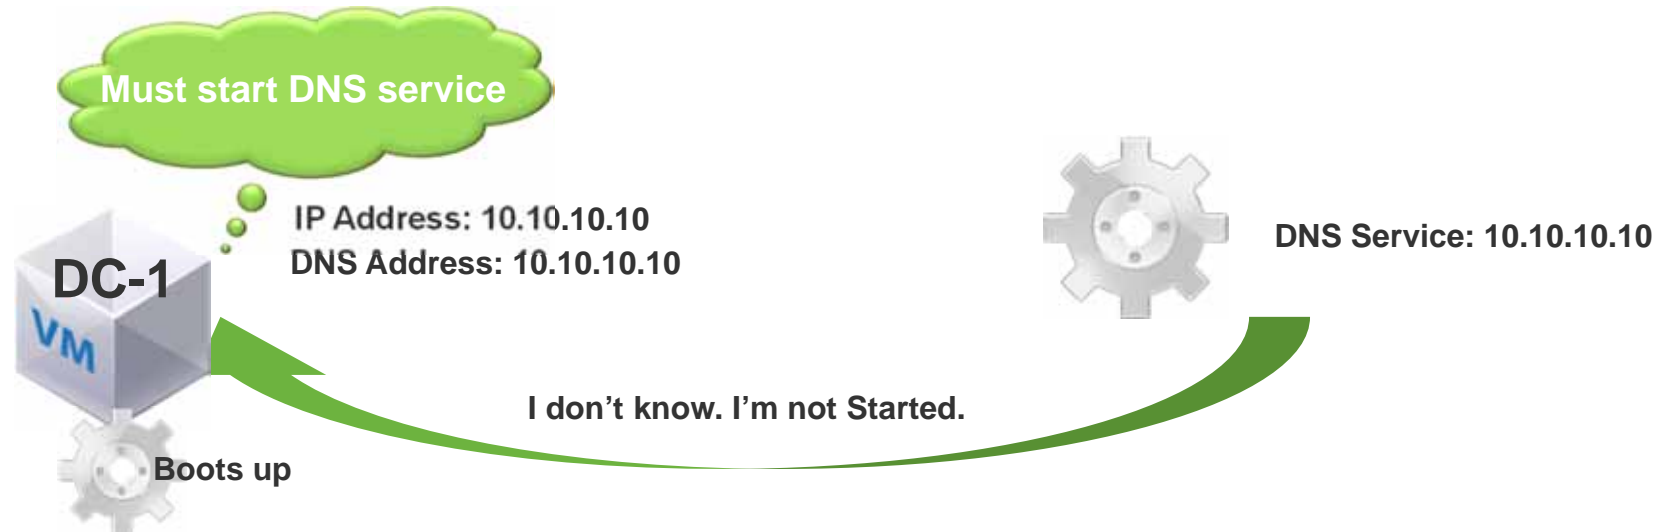 Must start DNS service
IP Address: 10.10.10.10
DNS Address: 10.10.10.10
DNS Service: 10.10.10.10
DC-1
VM
I don’t know. I’m not Started.
Boots up